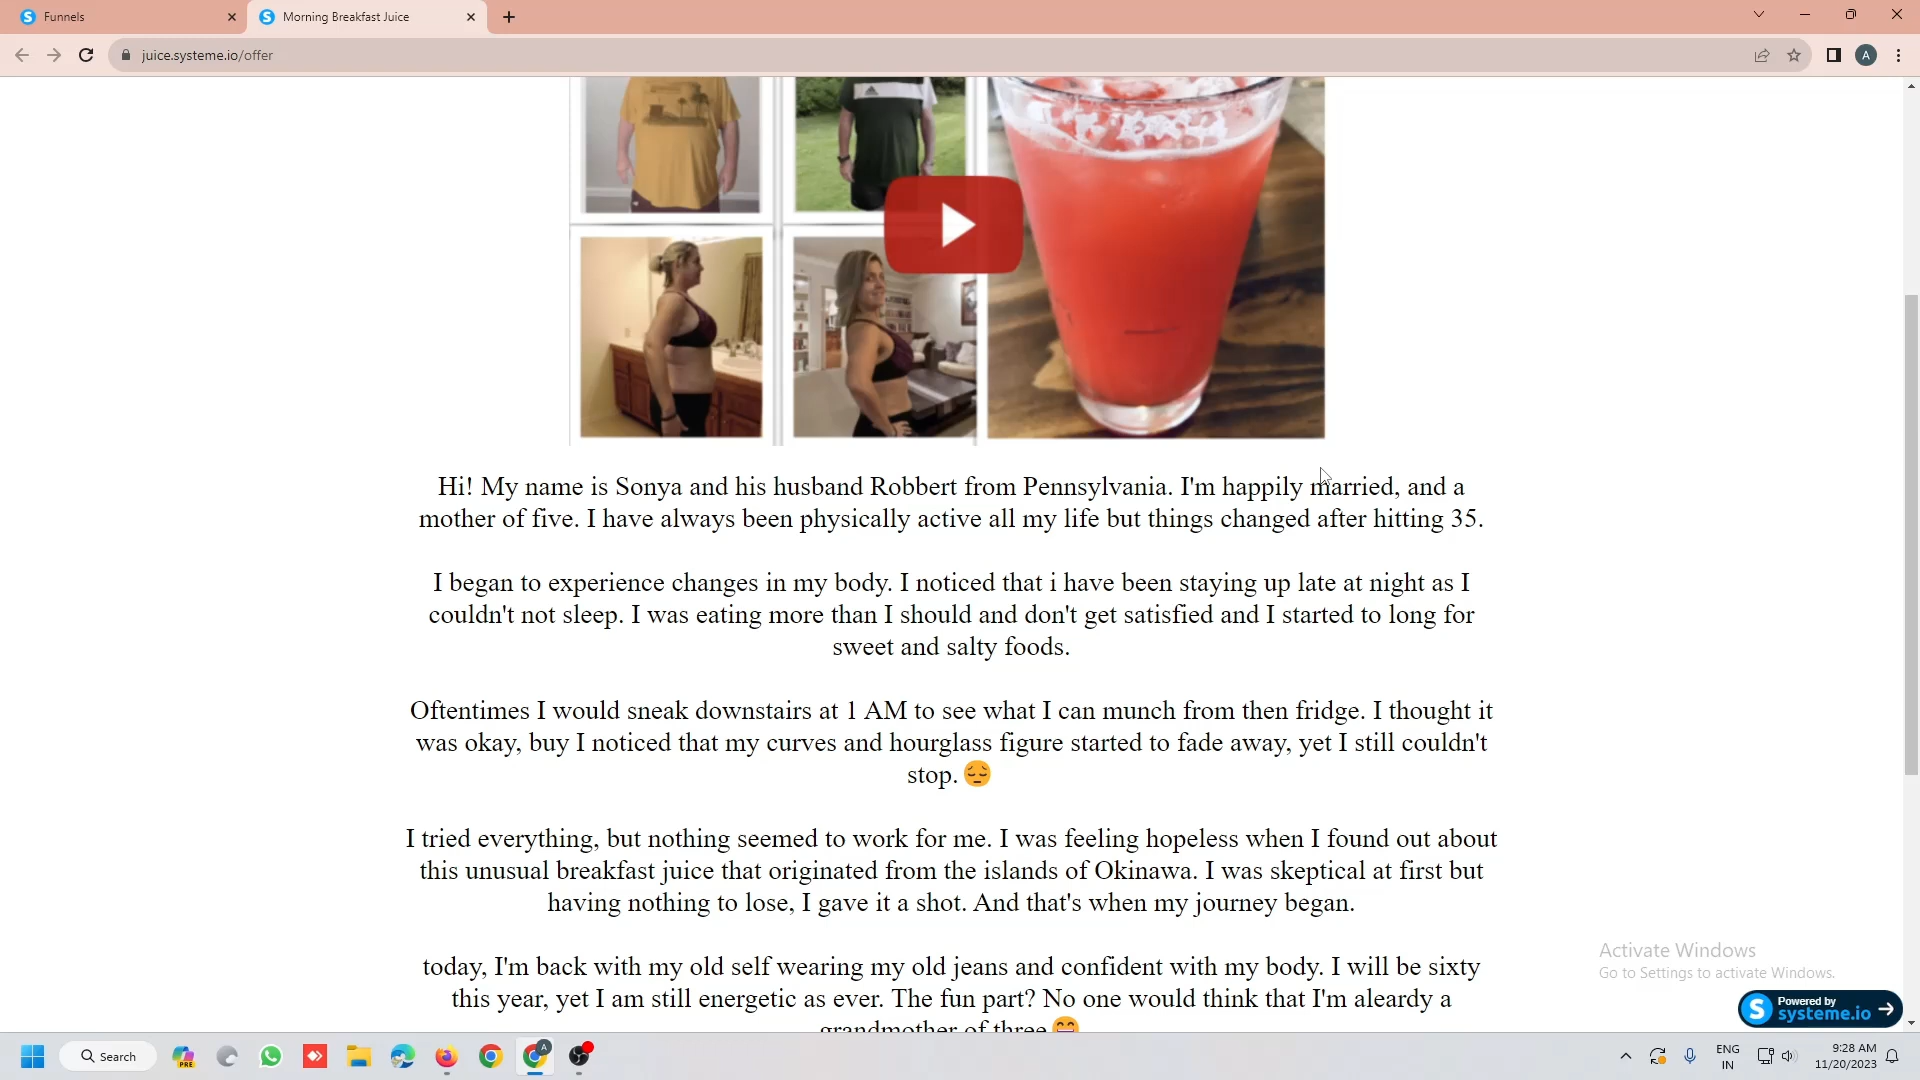 Funnels
Morning Breakfast Juice
juice.systeme.io/offer
A
Hi! My name is Sonya and his husband Robbert from Pennsylvania. I'm happily married, and a
mother of five. I have always been physically active all my life but things changed after hitting 35.
I began to experience changes in my body. I noticed that i have been staying up late at night as I
couldn't not sleep. I was eating more than I should and don't get satisfied and I started to long for
sweet and salty foods.
Oftentimes I would sneak downstairs at 1 AM to see what I can munch from then fridge. I thought it
was okay, buy I noticed that my curves and hourglass figure started to fade away, yet I still couldn't
stop. 😔
I tried everything, but nothing seemed to work for me. I was feeling hopeless when I found out about
this unusual breakfast juice that originated from the islands of Okinawa. I was skeptical at first but
having nothing to lose, I gave it a shot. And that's when my journey began.
today, I'm back with my old self wearing my old jeans and confident with my body. I will be sixty
this year, yet I am still energetic as ever. The fun part? No one would think that I'm aleardy a
grandmother of three 😄
Activate Windows
Go to Settings to activate Windows.
Powered by
systeme.io
Search
PRE
A
ENG
IN
9:28 AM
11/20/2023